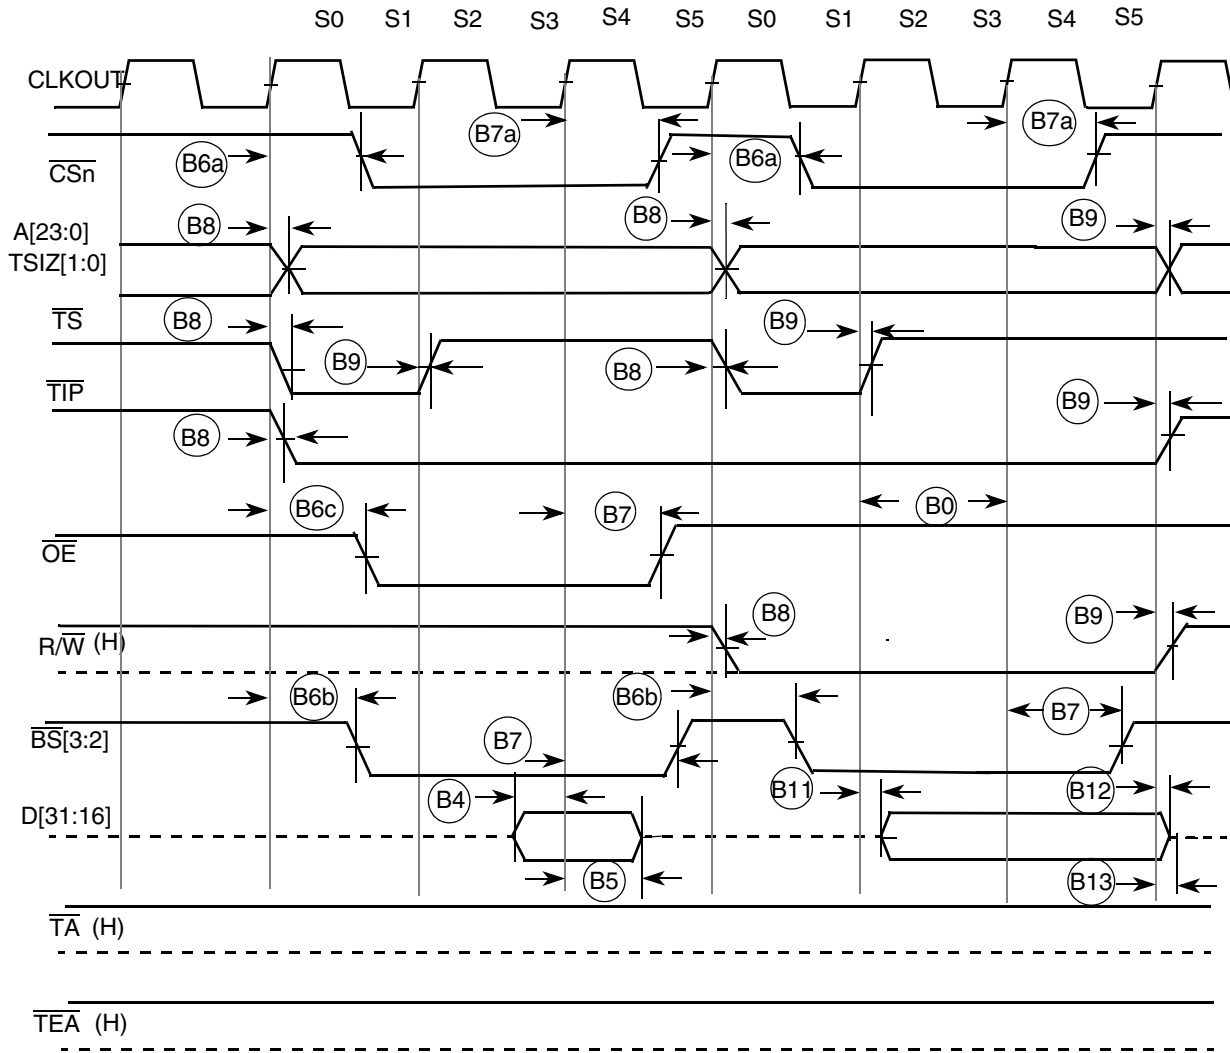 S0 S1 S2 S3 S4 S5 S0 S1 S2 S3 S4 S5
CLKOUT
B7a B7a
CSn B6a B6a
B8 B8 B9
A[23:0]
TSIZ[1:0]
TS B8 B9
B9 B8
TIP B9
B8
B6c B7 B0
OE
B8 B9
R/W (H)
B6b B6b B7
BS[3:2] B7
B4 B11 B12
D[31:16]
B5 B13
TA (H)
TEA (H)